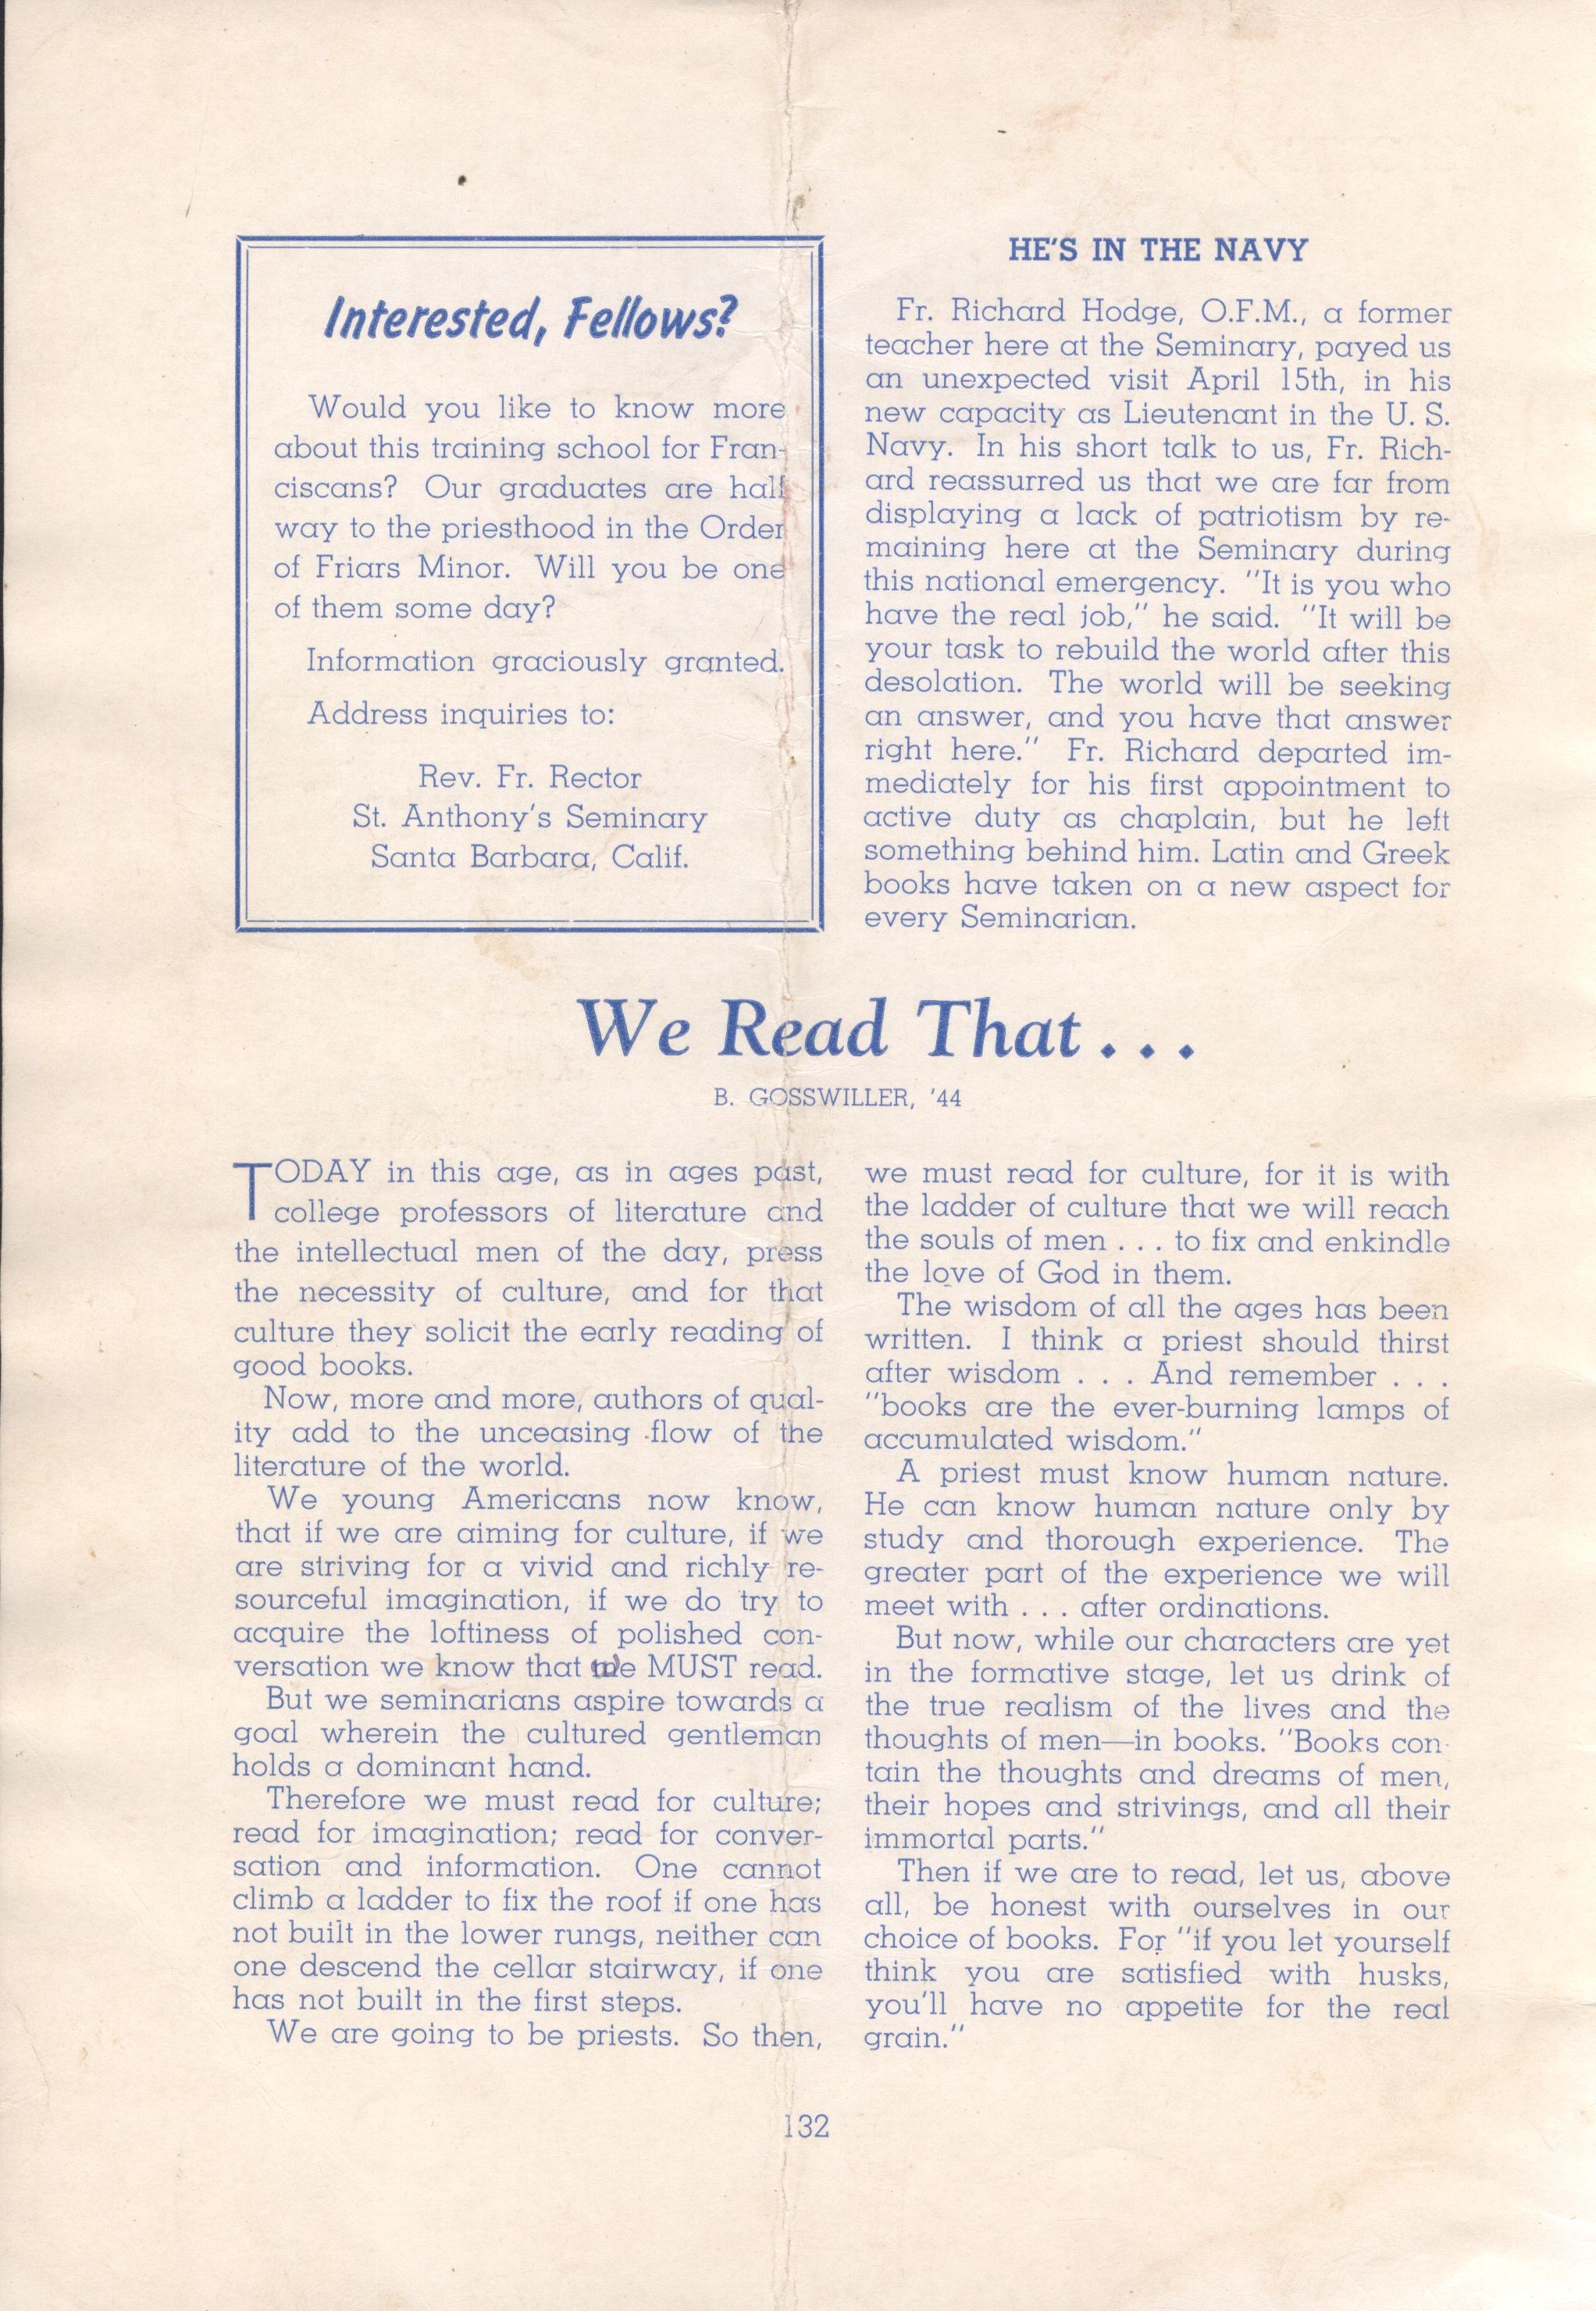 Interested, Fellows?
Would you like to know more
about this training school for Fran-
ciscans? Our graduates are half
way to the priesthood in the Order
of Friars Minor. Will you be one
of them some day?
Information graciously granted.
Address inquiries to:
Rev. Fr. Rector
St. Anthony's Seminary
Santa Barbara, Calif.
HE'S IN THE NAVY
Fr. Richard Hodge, O.F.M., a former
teacher here at the Seminary, payed us
an unexpected visit April 15th, in his
new capacity as Lieutenant in the U. S.
Navy. In his short talk to us, Fr. Rich-
ard reassurred us that we are far from
displaying a lack of patriotism by re-
maining here at the Seminary during
this national emergency. "It is you who
have the real job," he said. "It will be
your task to rebuild the world after this
desolation. The world will be seeking
an answer, and you have that answer
right here." Fr. Richard departed im-
mediately for his first appointment to
active duty as chaplain, but he left
something behind him. Latin and Greek
books have taken on a new aspect for
every Seminarian.
We Read That . . .
B. GOSSWILLER, '44
TODAY in this age, as in ages past,
college professors of literature and
the intellectual men of the day, press
the necessity of culture, and for that
culture they solicit the early reading of
good books.
Now, more and more, authors of qual-
ity add to the unceasing flow of the
literature of the world.
We young Americans now know,
that if we are aiming for culture, if we
are striving for a vivid and richly re-
sourceful imagination, if we do try to
acquire the loftiness of polished con-
versation we know that we MUST read.
But we seminarians aspire towards a
goal wherein the cultured gentleman
holds a dominant hand.
Therefore we must read for culture;
read for imagination; read for conver-
sation and information. One cannot
climb a ladder to fix the roof if one has
not built in the lower rungs, neither can
one descend the cellar stairway, if one
has not built in the first steps.
We are going to be priests. So then,
we must read for culture, for it is with
the ladder of culture that we will reach
the souls of men . . . to fix and enkindle
the love of God in them.
The wisdom of all the ages has been
written. I think a priest should thirst
after wisdom . . . And remember . . .
"books are the ever-burning lamps of
accumulated wisdom."
A priest must know human nature.
He can know human nature only by
study and thorough experience. The
greater part of the experience we will
meet with . . . after ordinations.
But now, while our characters are yet
in the formative stage, let us drink of
the true realism of the lives and the
thoughts of men—in books. "Books con-
tain the thoughts and dreams of men,
their hopes and strivings, and all their
immortal parts."
Then if we are to read, let us, above
all, be honest with ourselves in our
choice of books. For "if you let yourself
think you are satisfied with husks,
you'll have no appetite for the real
grain."
132